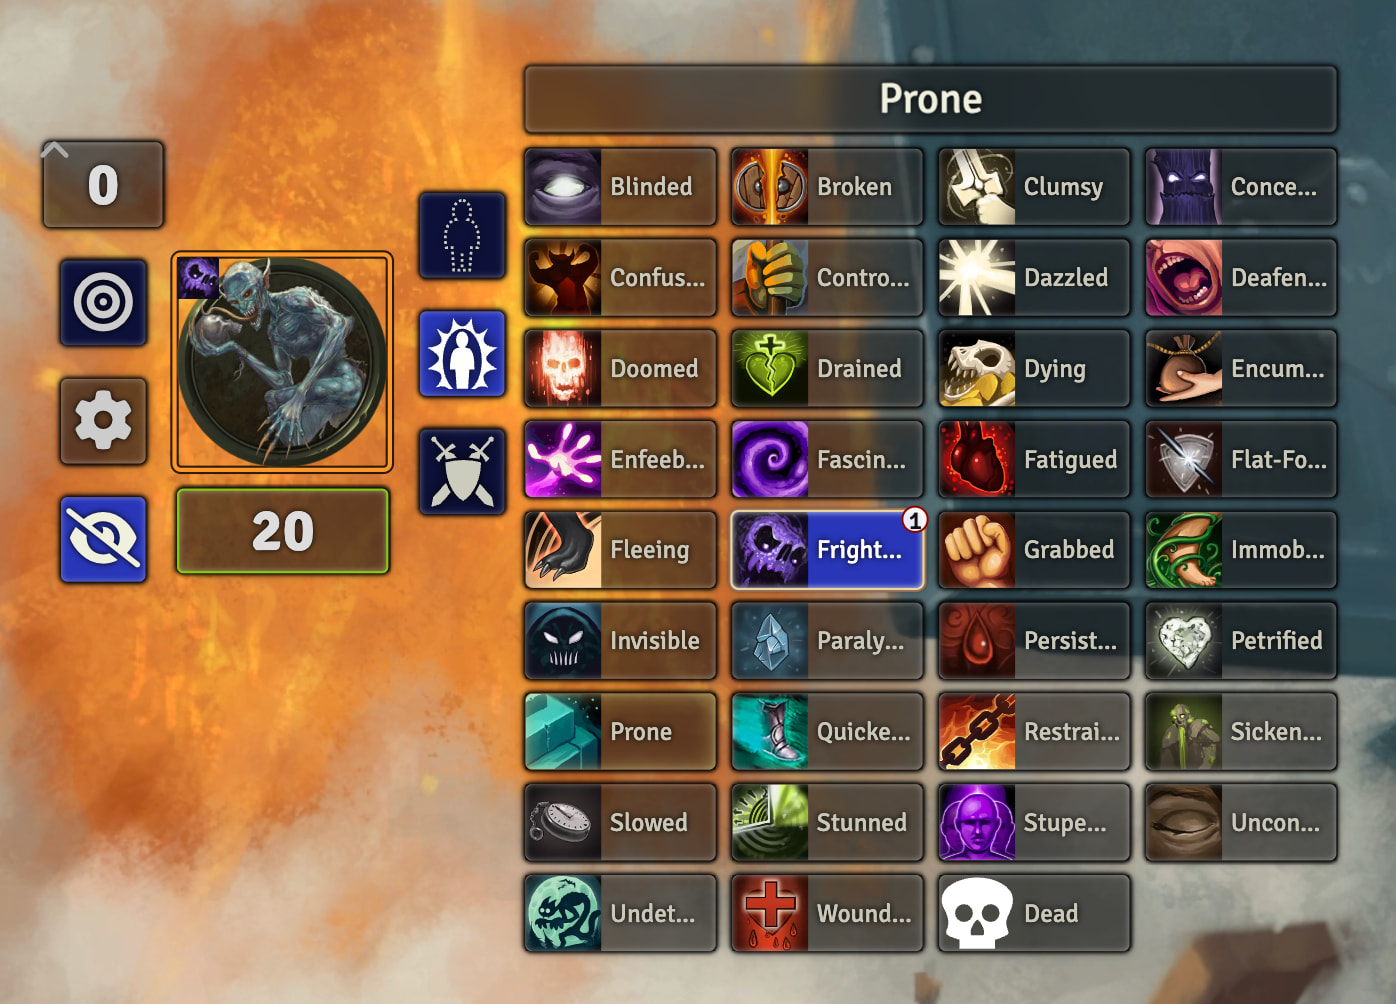 Prone
0
Blinded
Broken
Clumsy
Conce...
Confus...
Contro...
Dazzled
Deafen...
Doomed
Drained
Dying
Encum...
Enfeeb...
Fascin...
Fatigued
Flat-Fo...
20
Fleeing
Fright...
1
Grabbed
Immob...
Invisible
Paraly...
Persist...
Petrified
Prone
Quicke...
Restrai...
Sicken...
Slowed
Stunned
Stupe...
Uncon...
Undet...
Wound...
Dead